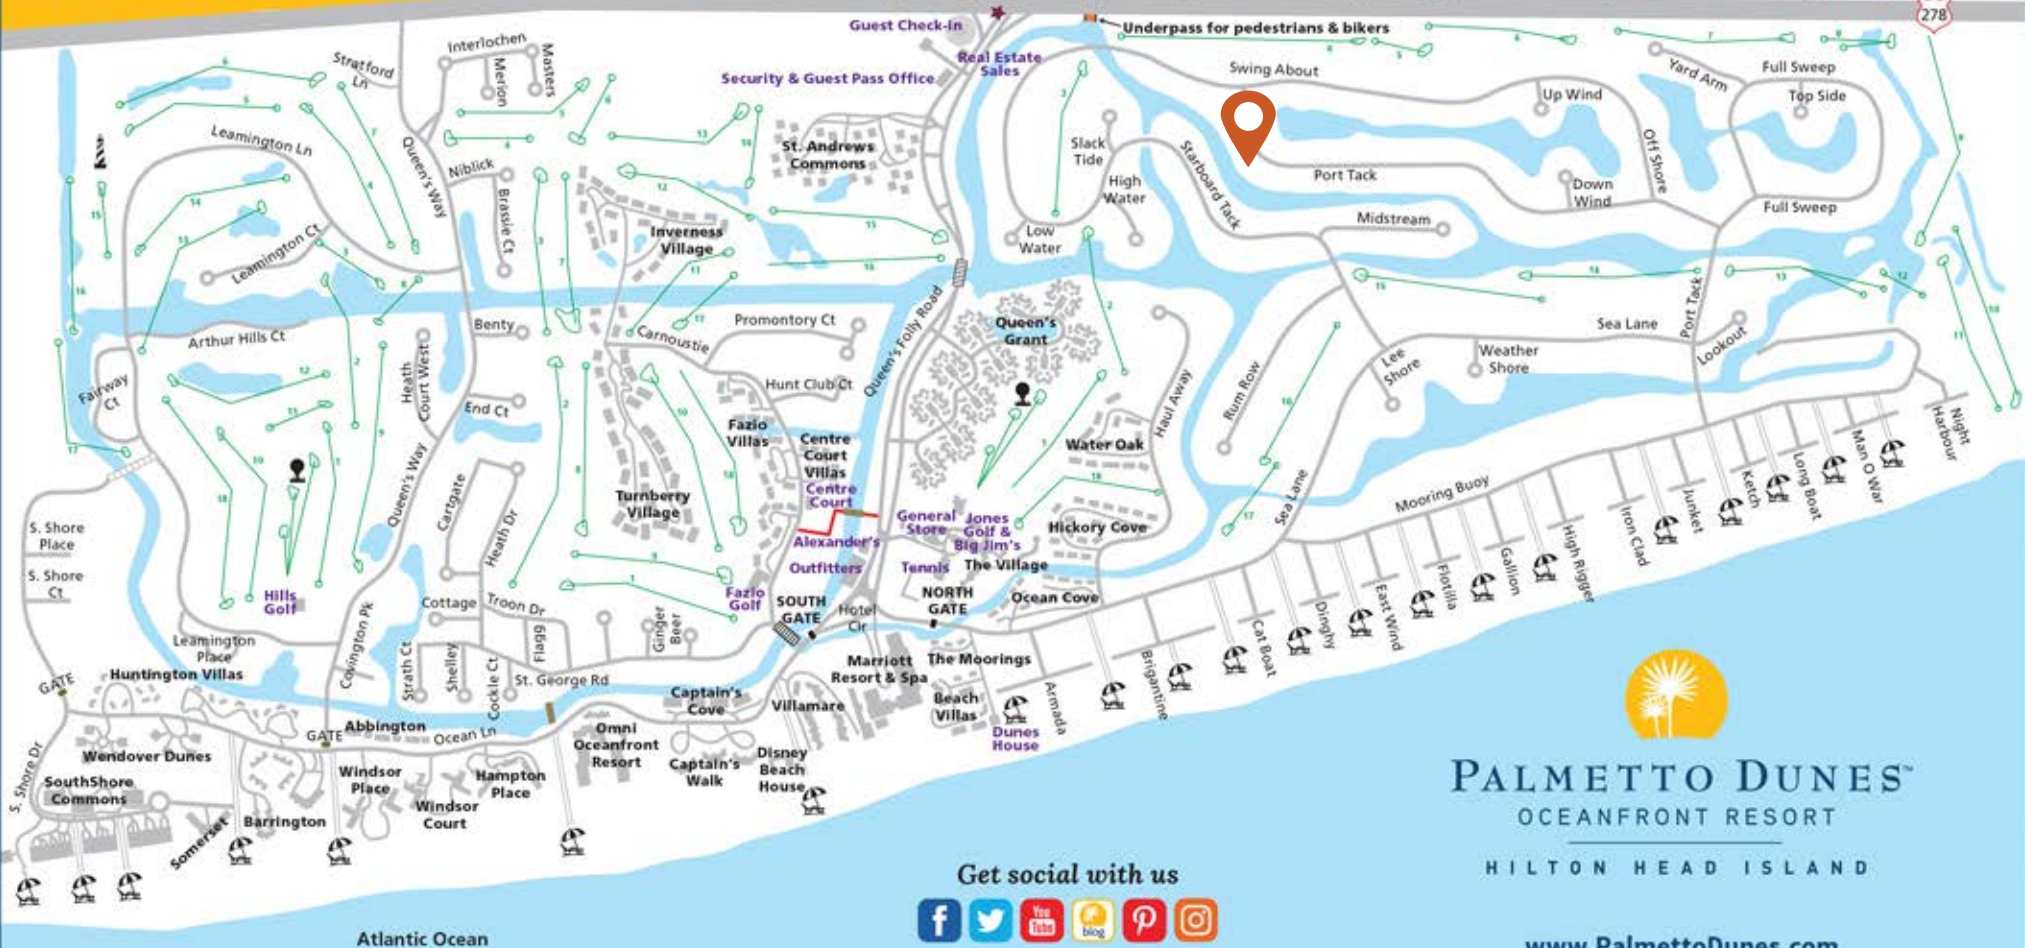 278
Guest Check-In
Underpass for pedestrians & bikers
Real Estate
Sales
Security & Guest Pass Office
Interlochen
Masters
Merion
Stratford
Ln
Swing About
Yard Arm
Full Sweep
Top Side
Up Wind
Off Shore
Leamington Ln
Queen's Way
Niblick
Brassie Ct
St. Andrews
Commons
Slack
Tide
High
Water
Starboard Tack
Port Tack
Down
Wind
Full Sweep
Midstream
Low
Water
Inverness
Village
Leamington Ct
Arthur Hills Ct
Benty
Carnoustie
Promontory Ct
Queen's Folly Road
Queen's
Grant
Sea Lane
Port Tack
Lookout
Weather
Shore
Lee
Shore
Rum Row
Haul Away
Fairway
Ct
Heath
Court West
End Ct
Hunt Club Ct
Fazio
Villas
Centre
Court
Villas
Centre
Court
Water Oak
Night
Harbour
Man O War
Long Boat
Ketch
Junket
Iron Clad
High Rigger
Mooring Buoy
Sea Lane
Queen's Way
Cartgate
Heath Dr
Turnberry
Village
General
Store
Jones
Golf &
Big Jim's
Hickory Cove
Alexander's
Outfitters
Tennis
The Village
S. Shore
Place
S. Shore
Ct
Hills
Golf
Cottage
Troon Dr
Flagg
Ginger
Beer
Fazio
Golf
SOUTH
GATE
Hotel
Cir
NORTH
GATE
Ocean Cove
Gallion
Flotilla
East Wind
Dinghy
Cat Boat
Brigantine
Armada
Leamington
Place
Covington Pk
Strath Ct
Shelley
Cockle Ct
St. George Rd
GATE
Huntington Villas
Captain's
Cove
Villamare
Marriott
Resort & Spa
The Moorings
Beach
Villas
Dunes
House
GATE
Abbington
Ocean Ln
Omni
Oceanfront
Resort
Captain's
Walk
Disney
Beach
House
S. Shore Dr
Wendover Dunes
SouthShore
Commons
Somerset
Barrington
Windsor
Place
Windsor
Court
Hampton
Place
PALMETTO DUNES™
OCEANFRONT RESORT
HILTON HEAD ISLAND
Get social with us
You
Tube
blog
Atlantic Ocean
www.PalmettoDunes.com